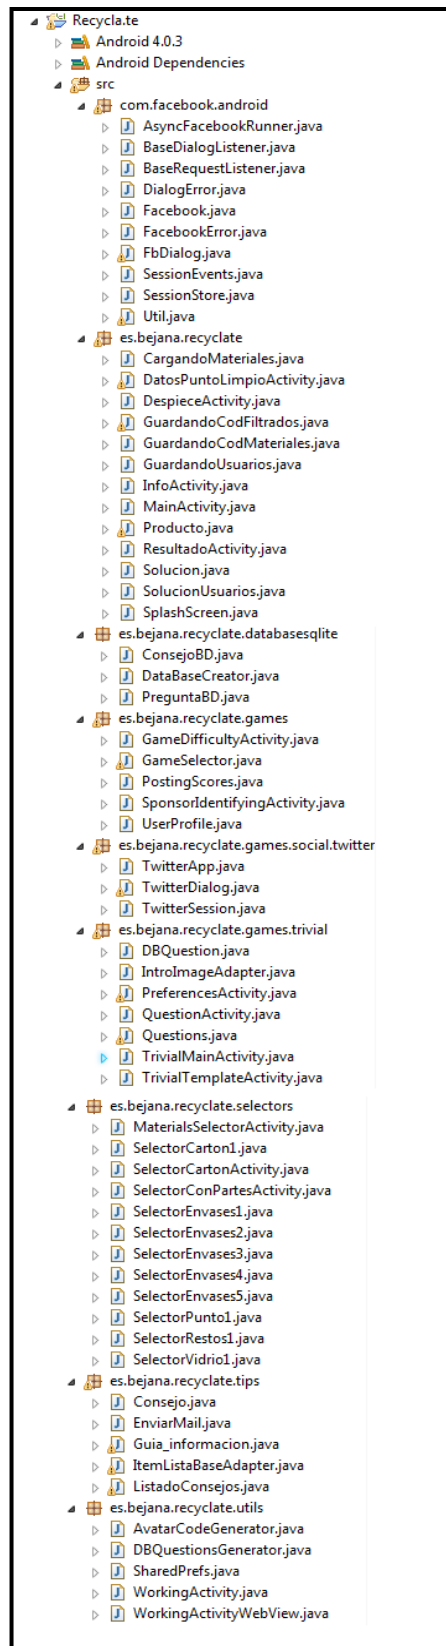 Recycla.te
Android 4.0.3
Android Dependencies
src
com.facebook.android
AsyncFacebookRunner.java
BaseDialogListener.java
BaseRequestListener.java
DialogError.java
Facebook.java
FacebookError.java
FbDialog.java
SessionEvents.java
SessionStore.java
Util.java
es.bejana.recyclate
CargandoMateriales.java
DatosPuntoLimpioActivity.java
DespieceActivity.java
GuardandoCodFiltrados.java
GuardandoCodMateriales.java
GuardandoUsuarios.java
InfoActivity.java
MainActivity.java
Producto.java
ResultadoActivity.java
Solucion.java
SolucionUsuarios.java
SplashScreen.java
es.bejana.recyclate.databasesqlite
ConsejoBD.java
DataBaseCreator.java
PreguntaBD.java
es.bejana.recyclate.games
GameDifficultyActivity.java
GameSelector.java
PostingScores.java
SponsorIdentifyingActivity.java
UserProfile.java
es.bejana.recyclate.games.social.twitter
TwitterApp.java
TwitterDialog.java
TwitterSession.java
es.bejana.recyclate.games.trivial
DBQuestion.java
IntroImageAdapter.java
PreferencesActivity.java
QuestionActivity.java
Questions.java
TrivialMainActivity.java
TrivialTemplateActivity.java
es.bejana.recyclate.selectors
MaterialsSelectorActivity.java
SelectorCarton1.java
SelectorCartonActivity.java
SelectorConPartesActivity.java
SelectorEnvases1.java
SelectorEnvases2.java
SelectorEnvases3.java
SelectorEnvases4.java
SelectorEnvases5.java
SelectorPunto1.java
SelectorRestos1.java
SelectorVidrio1.java
es.bejana.recyclate.tips
Consejo.java
EnviarMail.java
Guia_informacion.java
ItemListaBaseAdapter.java
ListadoConsejos.java
es.bejana.recyclate.utils
AvatarCodeGenerator.java
DBQuestionsGenerator.java
SharedPrefs.java
WorkingActivity.java
WorkingActivityWebView.java